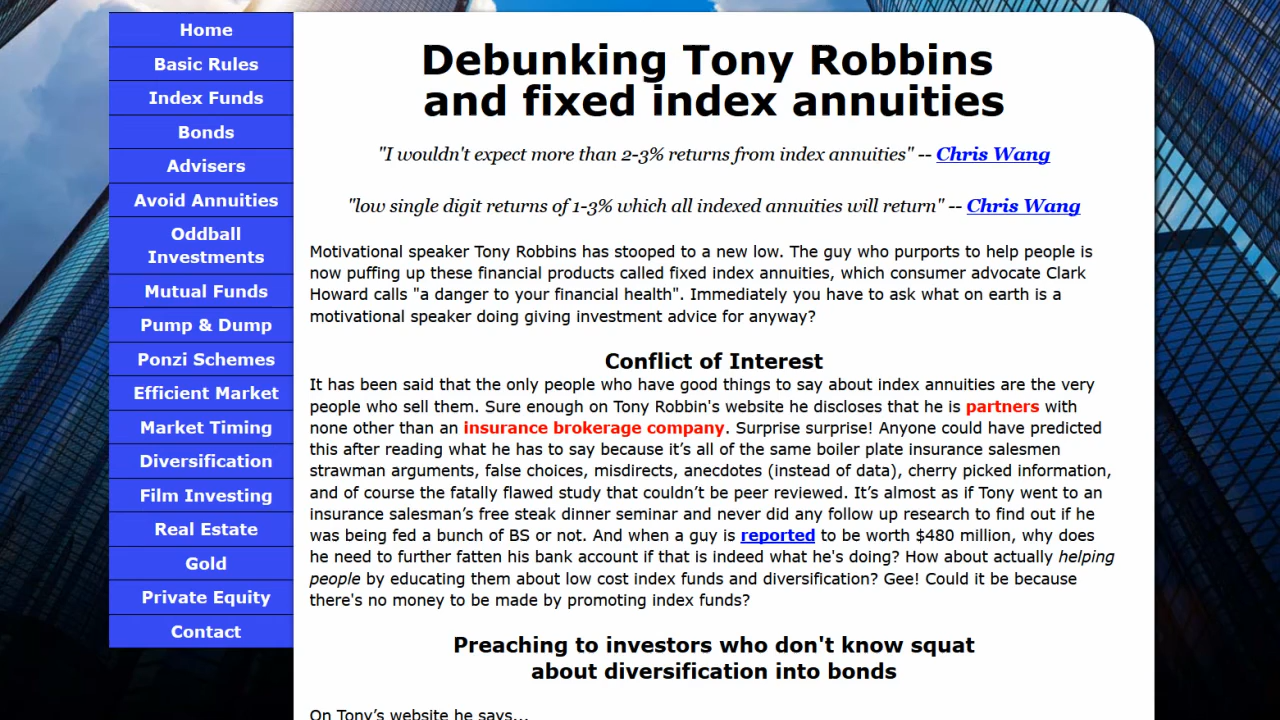 Home
Basic Rules
Index Funds
Bonds
Advisers
Avoid Annuities
Oddball
Investments
Mutual Funds
Pump & Dump
Ponzi Schemes
Efficient Market
Market Timing
Diversification
Film Investing
Real Estate
Gold
Private Equity
Contact
Debunking Tony Robbins
and fixed index annuities
"I wouldn't expect more than 2-3% returns from index annuities" -- Chris Wang
"low single digit returns of 1-3% which all indexed annuities will return" -- Chris Wang
Motivational speaker Tony Robbins has stooped to a new low. The guy who purports to help people is
now puffing up these financial products called fixed index annuities, which consumer advocate Clark
Howard calls "a danger to your financial health". Immediately you have to ask what on earth is a
motivational speaker doing giving investment advice for anyway?
Conflict of Interest
It has been said that the only people who have good things to say about index annuities are the very
people who sell them. Sure enough on Tony Robbin's website he discloses that he is partners with
none other than an insurance brokerage company. Surprise surprise! Anyone could have predicted
this after reading what he has to say because it’s all of the same boiler plate insurance salesmen
strawman arguments, false choices, misdirects, anecdotes (instead of data), cherry picked information,
and of course the fatally flawed study that couldn’t be peer reviewed. It’s almost as if Tony went to an
insurance salesman’s free steak dinner seminar and never did any follow up research to find out if he
was being fed a bunch of BS or not. And when a guy is reported to be worth $480 million, why does
he need to further fatten his bank account if that is indeed what he's doing? How about actually helping
people by educating them about low cost index funds and diversification? Gee! Could it be because
there's no money to be made by promoting index funds?
Preaching to investors who don't know squat
about diversification into bonds
On Tony’s website he says...